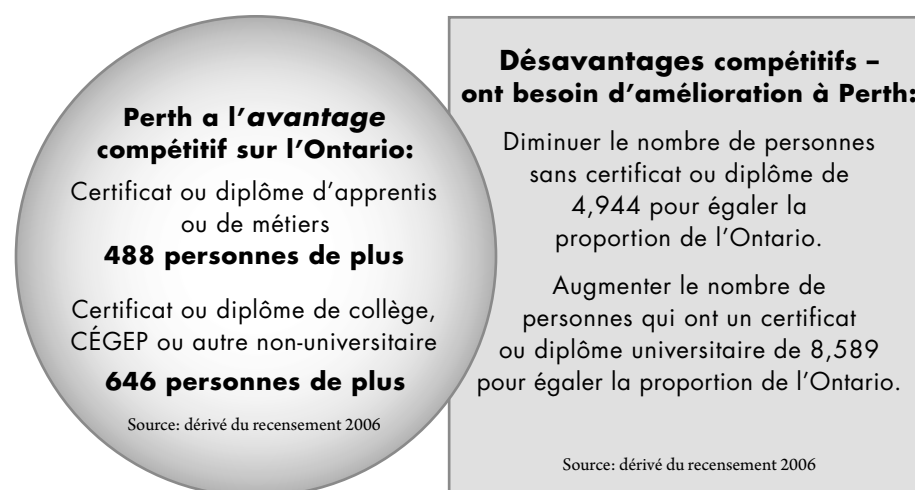 Perth a l'avantage
compétitif sur l'Ontario:
Certificat ou diplôme d'apprentis
ou de métiers
488 personnes de plus
Certificat ou diplôme de collège,
CÉGEP ou autre non-universitaire
646 personnes de plus
Source: dérivé du recensement 2006
Désavantages compétitifs –
ont besoin d'amélioration à Perth:
Diminuer le nombre de personnes
sans certificat ou diplôme de
4,944 pour égaler la
proportion de l'Ontario.
Augmenter le nombre de
personnes qui ont un certificat
ou diplôme universitaire de 8,589
pour égaler la proportion de l'Ontario.
Source: dérivé du recensement 2006